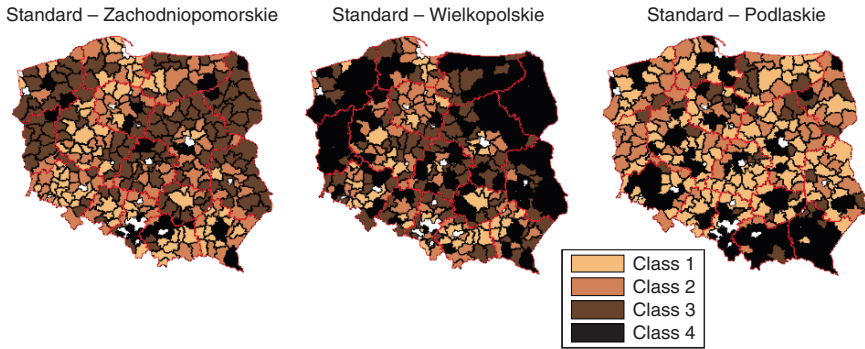 Standard – Zachodniopomorskie
Standard – Wielkopolskie
Standard – Podlaskie
Class 1
Class 2
Class 3
Class 4